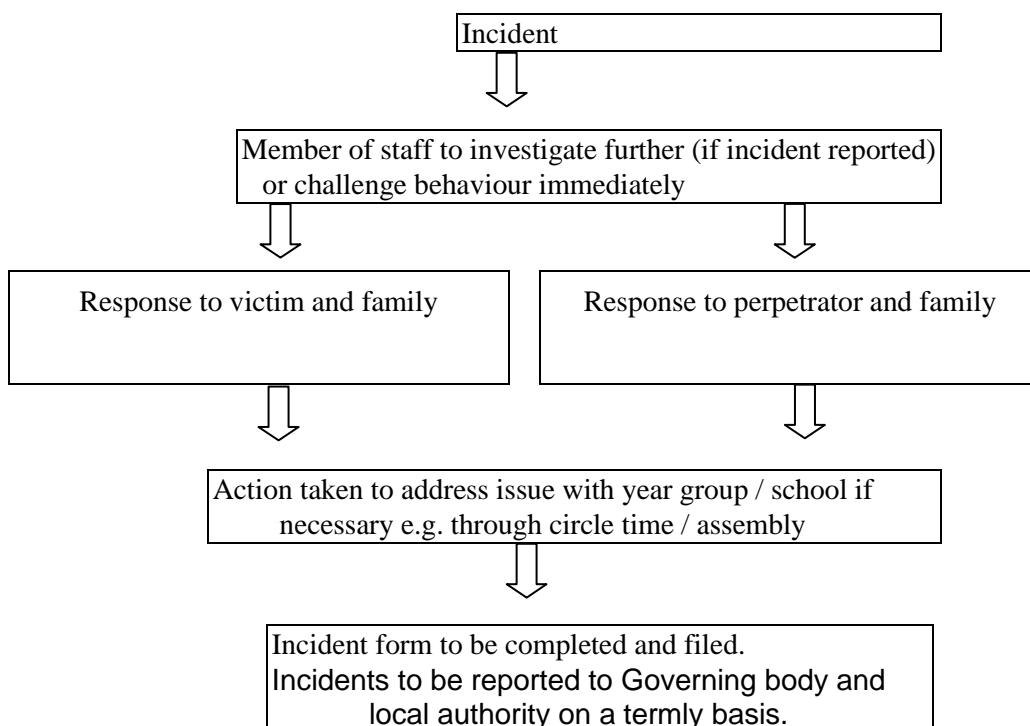 Incident
Member of staff to investigate further (if incident reported)
or challenge behaviour immediately
Response to victim and family
Response to perpetrator and family
Action taken to address issue with year group / school if
necessary e.g. through circle time / assembly
Incident form to be completed and filed.
Incidents to be reported to Governing body and
local authority on a termly basis.